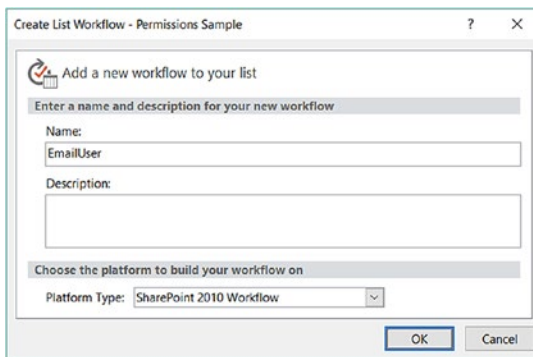 Create List Workflow - Permissions Sample ? X
Add a new workflow to your list
Enter a name and description for your new workflow
Name:
EmailUser
Description:
Choose the platform to build your workflow on
Platform Type: SharePoint 2010 Workflow
OK Cancel